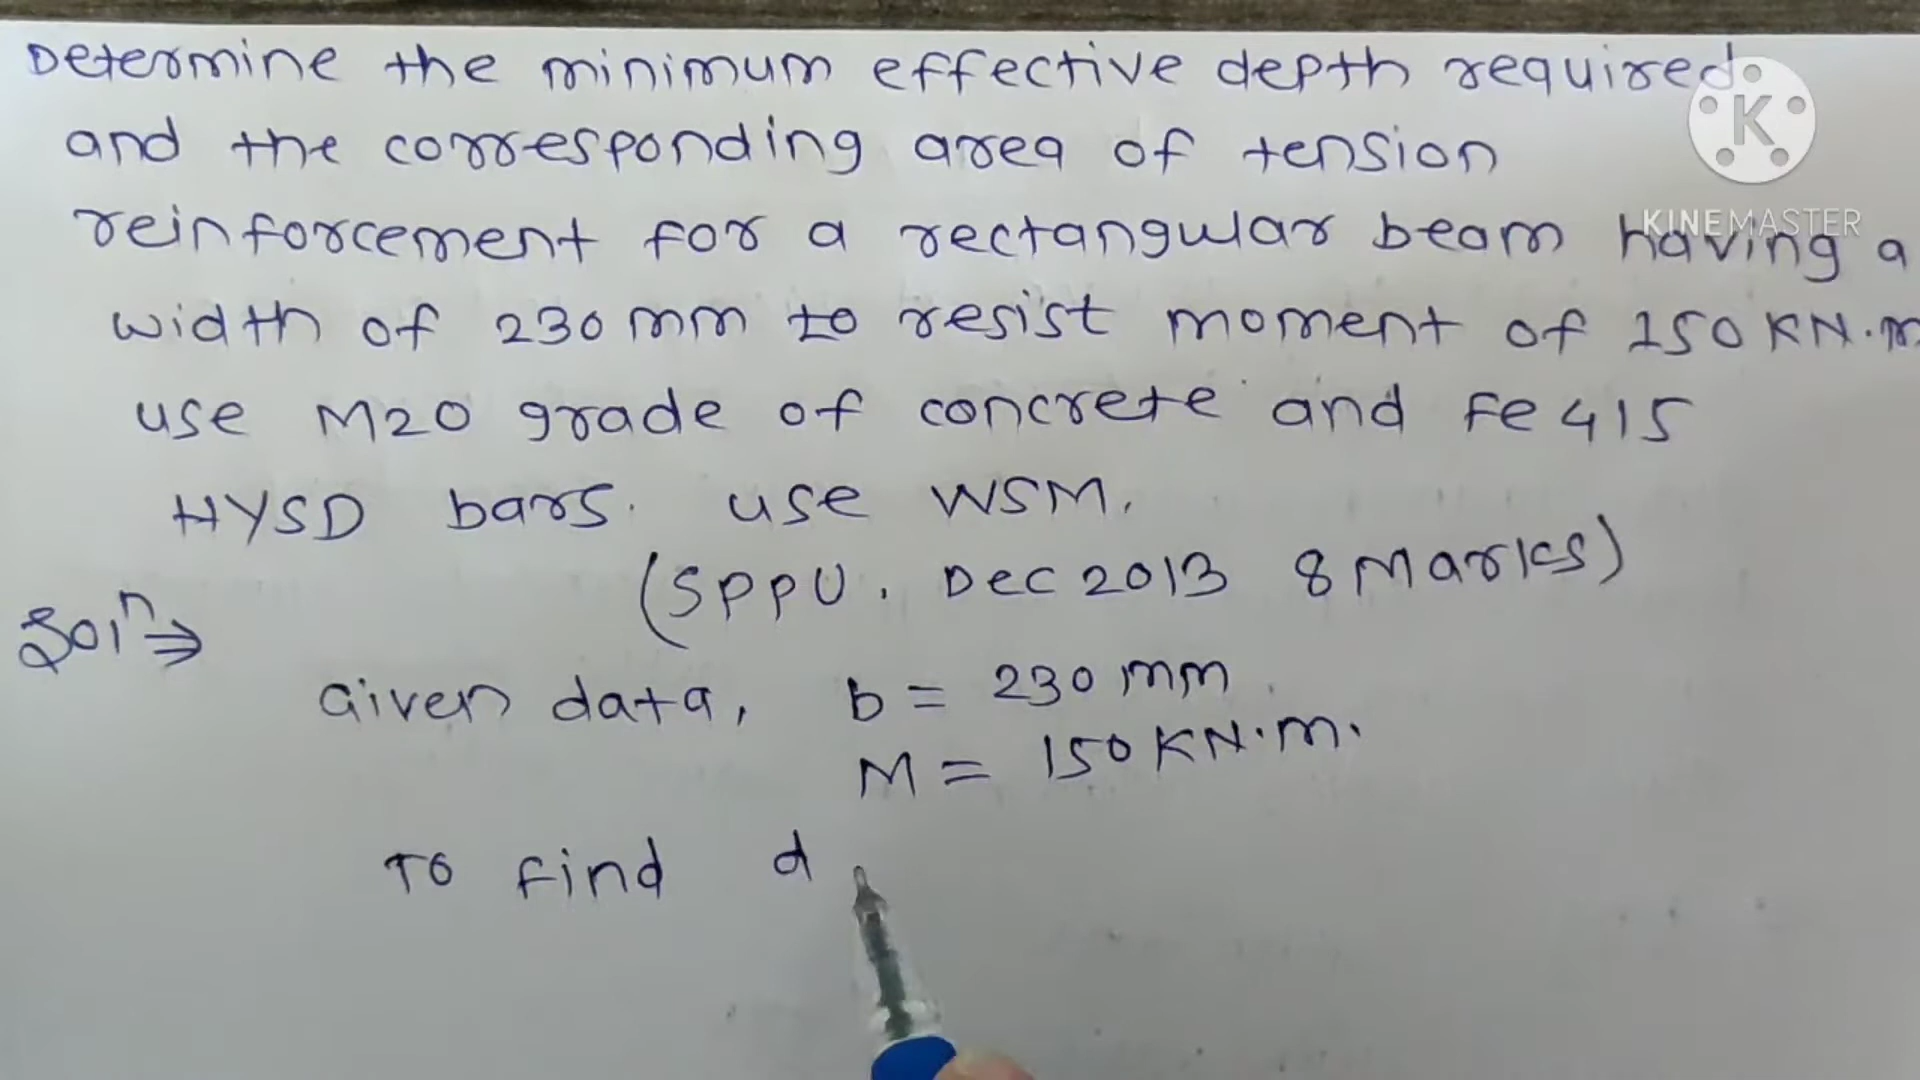 Determine the minimum effective depth required
and the corresponding area of tension
reinforcement for a rectangular beam having a
width of 230 mm to resist moment of 150 KN.m
use M20 grade of concrete and Fe 415
HYSD bars. use WSM.
(SPPU. Dec 2013 8 Marks)
Solⁿ ⇒
Given data, b = 230 mm
M = 150 KN.m.
To find d
K
KINEMASTER